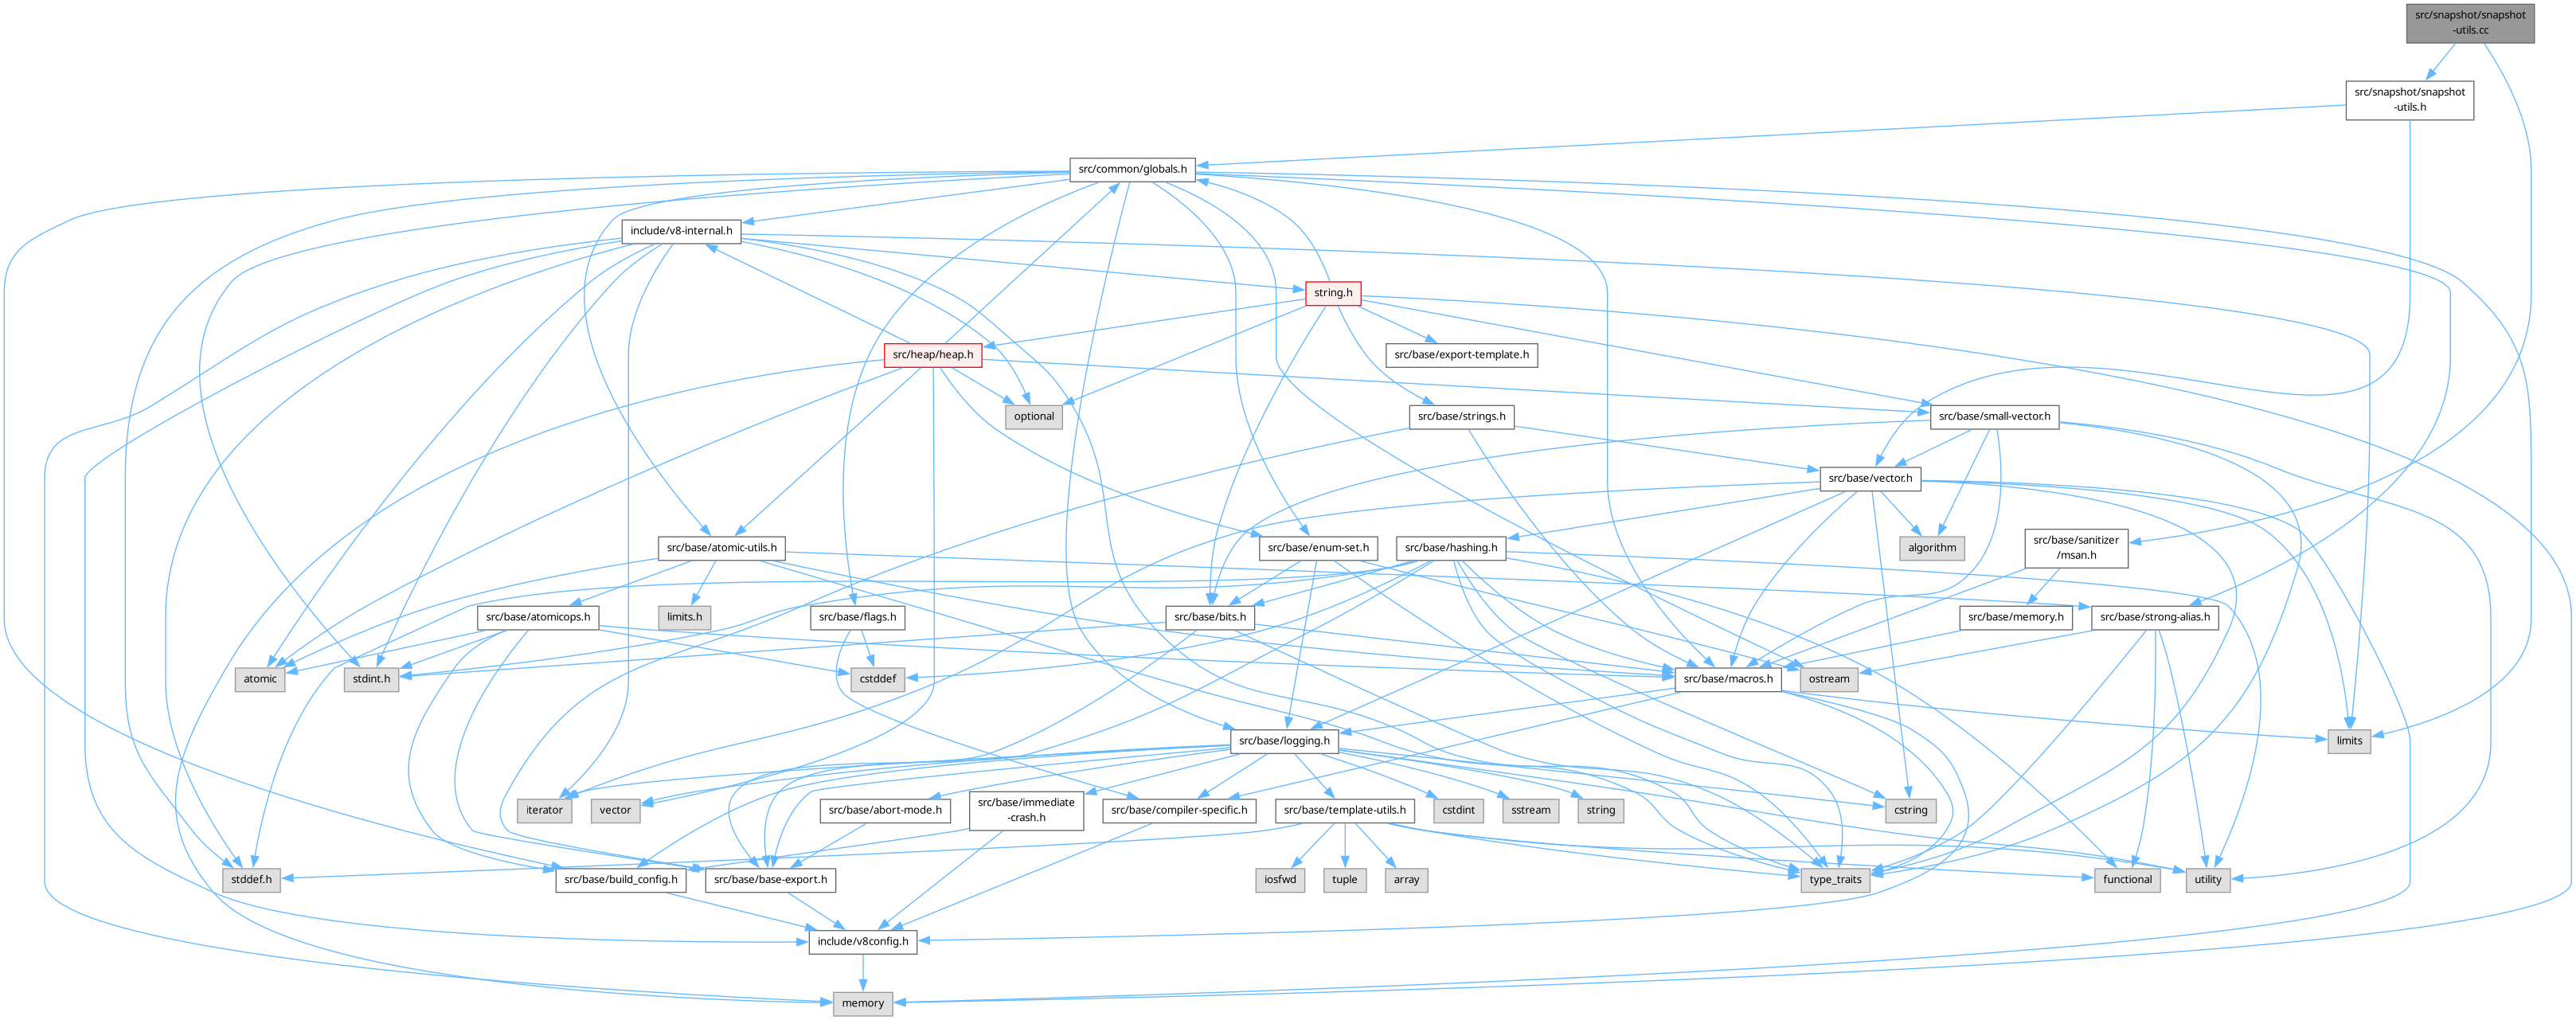 src/snapshot/snapshot
-utils.cc
src/snapshot/snapshot
-utils.h
src/common/globals.h
include/v8-internal.h
string.h
src/heap/heap.h
src/base/export-template.h
optional
src/base/strings.h
src/base/small-vector.h
src/base/vector.h
src/base/atomic-utils.h
src/base/enum-set.h
src/base/hashing.h
algorithm
src/base/sanitizer
/msan.h
src/base/atomicops.h
limits.h
src/base/flags.h
src/base/bits.h
src/base/memory.h
src/base/strong-alias.h
atomic
stdint.h
cstddef
src/base/macros.h
ostream
src/base/logging.h
limits
iterator
vector
src/base/abort-mode.h
src/base/immediate
-crash.h
src/base/compiler-specific.h
src/base/template-utils.h
cstdint
sstream
string
cstring
stddef.h
src/base/build_config.h
src/base/base-export.h
iosfwd
tuple
array
type_traits
functional
utility
include/v8config.h
memory